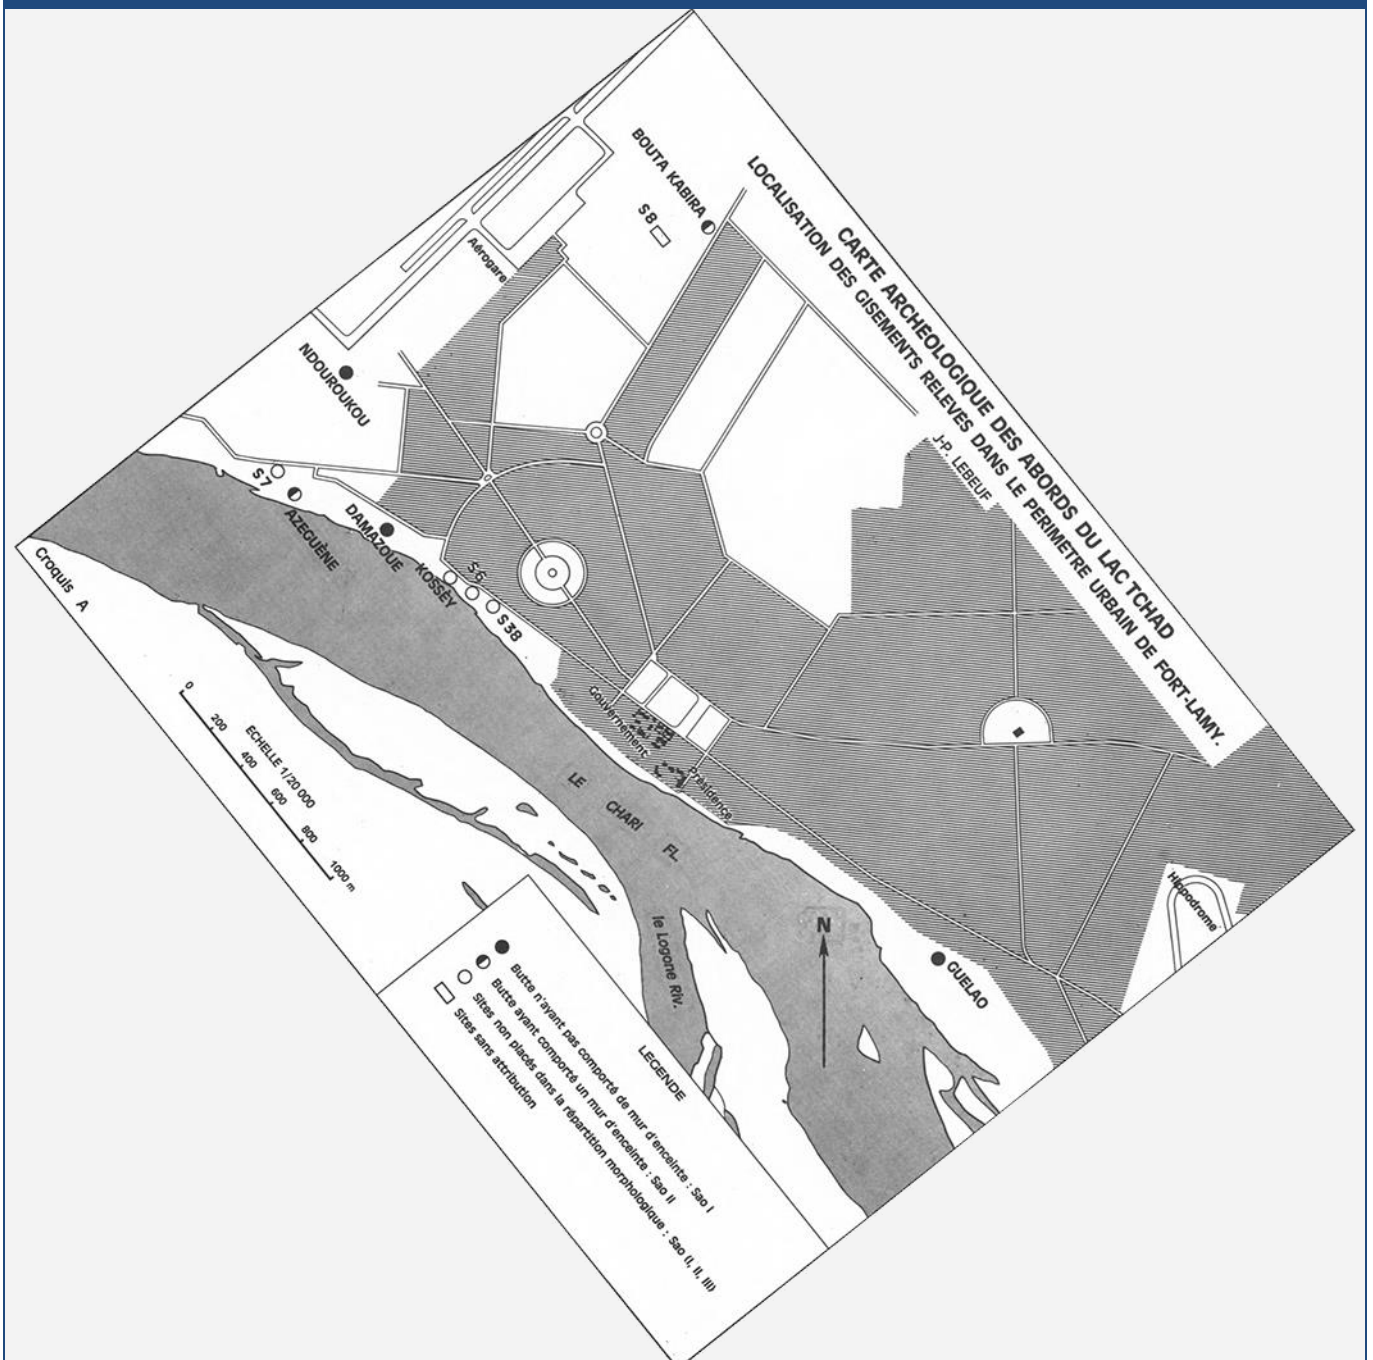 CARTE ARCHÉOLOGIQUE DES ABORDS DU LAC TCHAD
LOCALISATION DES GISEMENTS RELEVÉS DANS LE PERIMETRE URBAIN DE FORT-LAMY.
J-P. LEBEUF
BOUTA KABIRA
S 8
Aérogare
NDOUROUKOU
S 7
AZEGUÈNE
DAMAZOUE
KOSSÈY
S 6
S 38
Gouvernement
Présidence
Hippodrome
GUELAO
LE CHARI FL.
le Logone Riv.
N
Croquis A
ECHELLE 1/20 000
0 200 400 600 800 1000 m
LEGENDE
Butte n'ayant pas comporté de mur d'enceinte : Sao I
Butte ayant comporté un mur d'enceinte : Sao II
Sites non placés dans la répartition morphologique : Sao (I, II, III)
Sites sans attribution